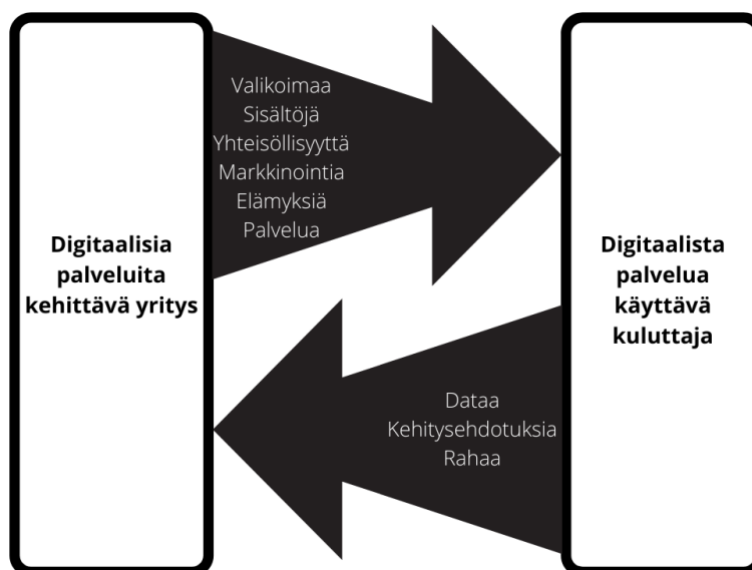 Digitaalisia
palveluita
kehittävä yritys
Valikoimaa
Sisältöjä
Yhteisöllisyyttä
Markkinointia
Elämyksiä
Palvelua
Digitaalista
palvelua
käyttävä
kuluttaja
Dataa
Kehitysehdotuksia
Rahaa